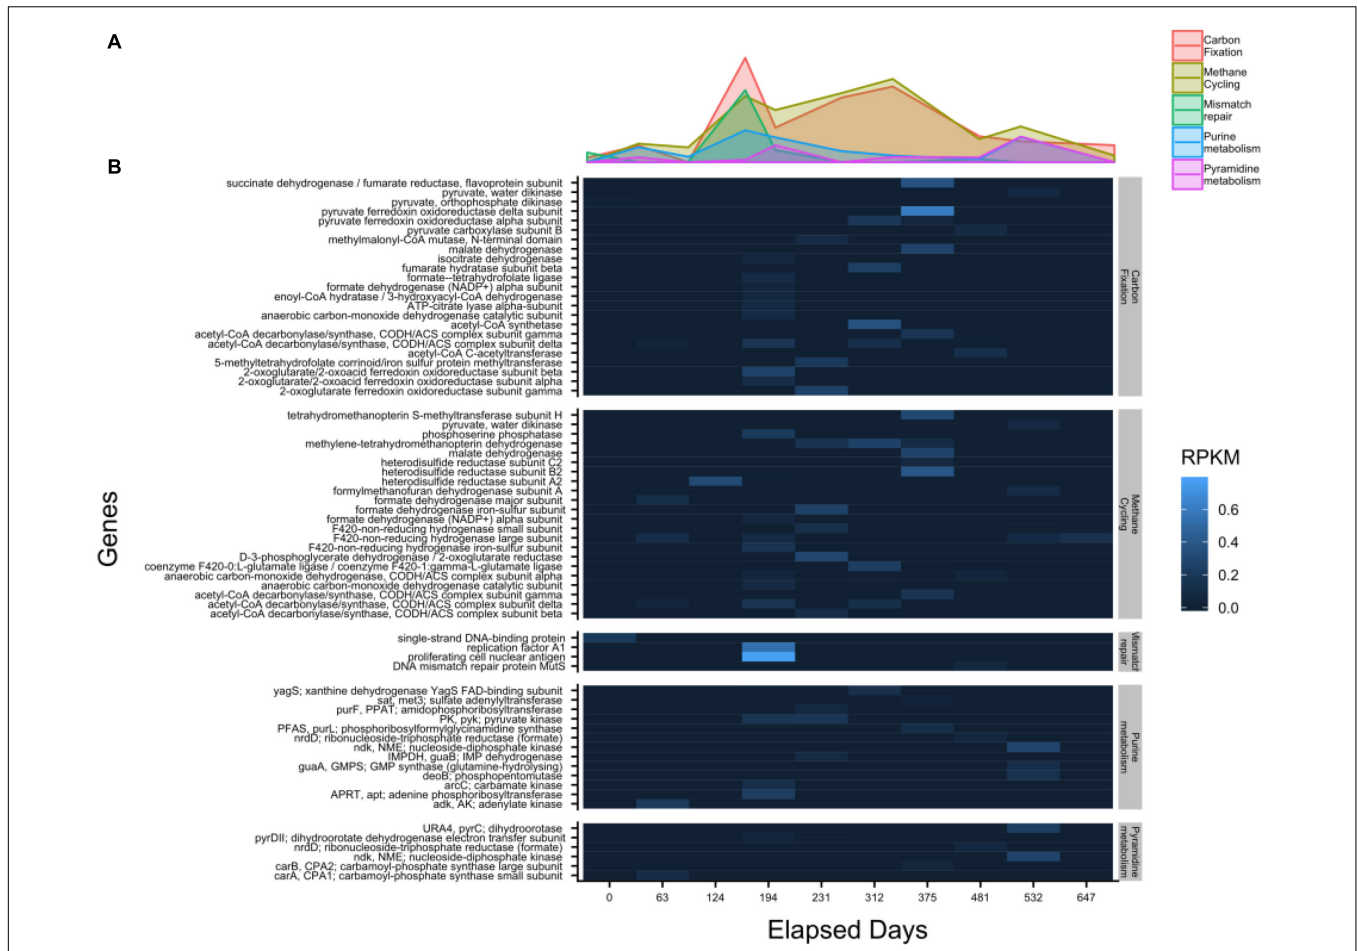 A
Carbon
Fixation
Methane
Cycling
Mismatch
repair
Purine
metabolism
Pyramidine
metabolism
B
succinate dehydrogenase / fumarate reductase, flavoprotein subunit
pyruvate, water dikinase
pyruvate, orthophosphate dikinase
pyruvate ferredoxin oxidoreductase delta subunit
pyruvate ferredoxin oxidoreductase alpha subunit
pyruvate carboxylase subunit B
methylmalonyl-CoA mutase, N-terminal domain
malate dehydrogenase
isocitrate dehydrogenase
fumarate hydratase subunit beta
formate--tetrahydrofolate ligase
formate dehydrogenase (NADP+) alpha subunit
enoyl-CoA hydratase / 3-hydroxyacyl-CoA dehydrogenase
ATP-citrate lyase alpha-subunit
anaerobic carbon-monoxide dehydrogenase catalytic subunit
acetyl-CoA synthetase
acetyl-CoA decarbonylase/synthase, CODH/ACS complex subunit gamma
acetyl-CoA decarbonylase/synthase, CODH/ACS complex subunit delta
acetyl-CoA C-acetyltransferase
5-methyltetrahydrofolate corrinoid/iron sulfur protein methyltransferase
2-oxoglutarate/2-oxoacid ferredoxin oxidoreductase subunit beta
2-oxoglutarate/2-oxoacid ferredoxin oxidoreductase subunit alpha
2-oxoglutarate ferredoxin oxidoreductase subunit gamma
Carbon
Fixation
tetrahydromethanopterin S-methyltransferase subunit H
pyruvate, water dikinase
phosphoserine phosphatase
methylene-tetrahydromethanopterin dehydrogenase
malate dehydrogenase
heterodisulfide reductase subunit C2
heterodisulfide reductase subunit B2
heterodisulfide reductase subunit A2
formylmethanofuran dehydrogenase subunit A
formate dehydrogenase major subunit
formate dehydrogenase iron-sulfur subunit
formate dehydrogenase (NADP+) alpha subunit
F420-non-reducing hydrogenase small subunit
F420-non-reducing hydrogenase large subunit
F420-non-reducing hydrogenase iron-sulfur subunit
D-3-phosphoglycerate dehydrogenase / 2-oxoglutarate reductase
coenzyme F420-0:L-glutamate ligase / coenzyme F420-1:gamma-L-glutamate ligase
anaerobic carbon-monoxide dehydrogenase, CODH/ACS complex subunit alpha
anaerobic carbon-monoxide dehydrogenase catalytic subunit
acetyl-CoA decarbonylase/synthase, CODH/ACS complex subunit gamma
acetyl-CoA decarbonylase/synthase, CODH/ACS complex subunit delta
acetyl-CoA decarbonylase/synthase, CODH/ACS complex subunit beta
Methane
Cycling
single-strand DNA-binding protein
replication factor A1
proliferating cell nuclear antigen
DNA mismatch repair protein MutS
Mismatch
repair
yagS; xanthine dehydrogenase YagS FAD-binding subunit
sat, met3; sulfate adenylyltransferase
purF, PPAT; amidophosphoribosyltransferase
PK, pyk; pyruvate kinase
PFAS, purL; phosphoribosylformylglycinamidine synthase
nrdD; ribonucleoside-triphosphate reductase (formate)
ndk, NME; nucleoside-diphosphate kinase
IMPDH, guaB; IMP dehydrogenase
guaA, GMPS; GMP synthase (glutamine-hydrolysing)
deoB; phosphopentomutase
arcC; carbamate kinase
APRT, apt; adenine phosphoribosyltransferase
adk, AK; adenylate kinase
Purine
metabolism
URA4, pyrC; dihydroorotase
pyrDII; dihydroorotate dehydrogenase electron transfer subunit
nrdD; ribonucleoside-triphosphate reductase (formate)
ndk, NME; nucleoside-diphosphate kinase
carB, CPA2; carbamoyl-phosphate synthase large subunit
carA, CPA1; carbamoyl-phosphate synthase small subunit
Pyramidine
metabolism
Genes
0 63 124 194 231 312 375 481 532 647
Elapsed Days
RPKM
0.6
0.4
0.2
0.0